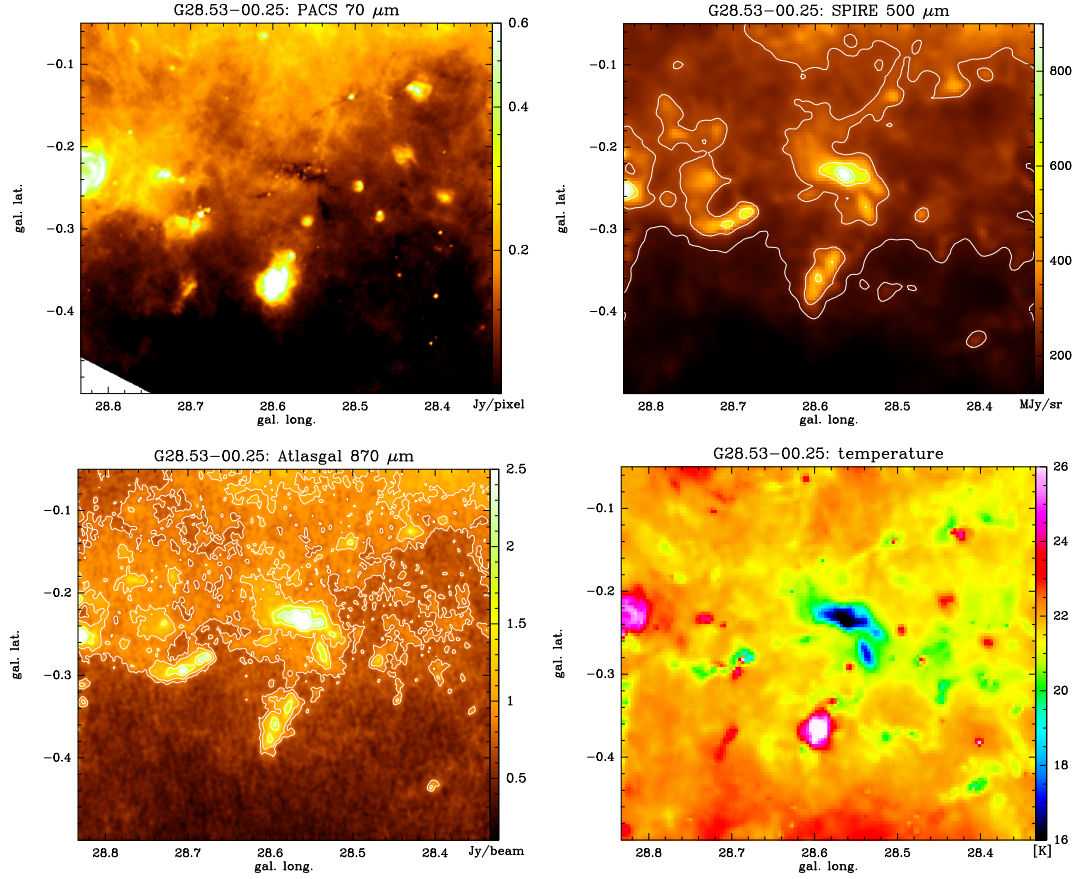 G28.53−00.25: PACS 70 μm
0.6
−0.1
0.4
−0.2
gal. lat.
−0.3
0.2
−0.4
28.8 28.7 28.6 28.5 28.4 Jy/pixel
gal. long.
G28.53−00.25: SPIRE 500 μm
−0.1
800
−0.2
600
gal. lat.
−0.3
400
−0.4
200
28.8 28.7 28.6 28.5 28.4 MJy/sr
gal. long.
G28.53−00.25: Atlasgal 870 μm
2.5
−0.1
2
−0.2
1.5
gal. lat.
−0.3
1
−0.4
0.5
28.8 28.7 28.6 28.5 28.4 Jy/beam
gal. long.
G28.53−00.25: temperature
26
−0.1
24
−0.2
22
gal. lat.
−0.3
20
−0.4
18
16
28.8 28.7 28.6 28.5 28.4 [K]
gal. long.